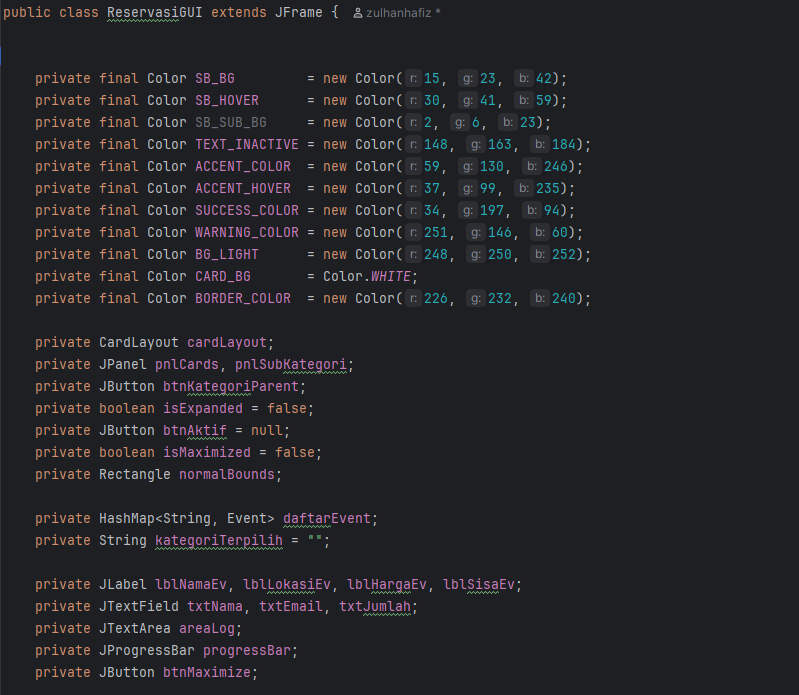 public class ReservasiGUI extends JFrame { zulhanhafiz *
private final Color SB_BG = new Color( r: 15, g: 23, b: 42);
private final Color SB_HOVER = new Color( r: 30, g: 41, b: 59);
private final Color SB_SUB_BG = new Color( r: 2, g: 6, b: 23);
private final Color TEXT_INACTIVE = new Color( r: 148, g: 163, b: 184);
private final Color ACCENT_COLOR = new Color( r: 59, g: 130, b: 246);
private final Color ACCENT_HOVER = new Color( r: 37, g: 99, b: 235);
private final Color SUCCESS_COLOR = new Color( r: 34, g: 197, b: 94);
private final Color WARNING_COLOR = new Color( r: 251, g: 146, b: 60);
private final Color BG_LIGHT = new Color( r: 248, g: 250, b: 252);
private final Color CARD_BG = Color.WHITE;
private final Color BORDER_COLOR = new Color( r: 226, g: 232, b: 240);
private CardLayout cardLayout;
private JPanel pnlCards, pnlSubKategori;
private JButton btnKategoriParent;
private boolean isExpanded = false;
private JButton btnAktif = null;
private boolean isMaximized = false;
private Rectangle normalBounds;
private HashMap<String, Event> daftarEvent;
private String kategoriTerpilih = "";
private JLabel lblNamaEv, lblLokasiEv, lblHargaEv, lblSisaEv;
private JTextField txtNama, txtEmail, txtJumlah;
private JTextArea areaLog;
private JProgressBar progressBar;
private JButton btnMaximize;